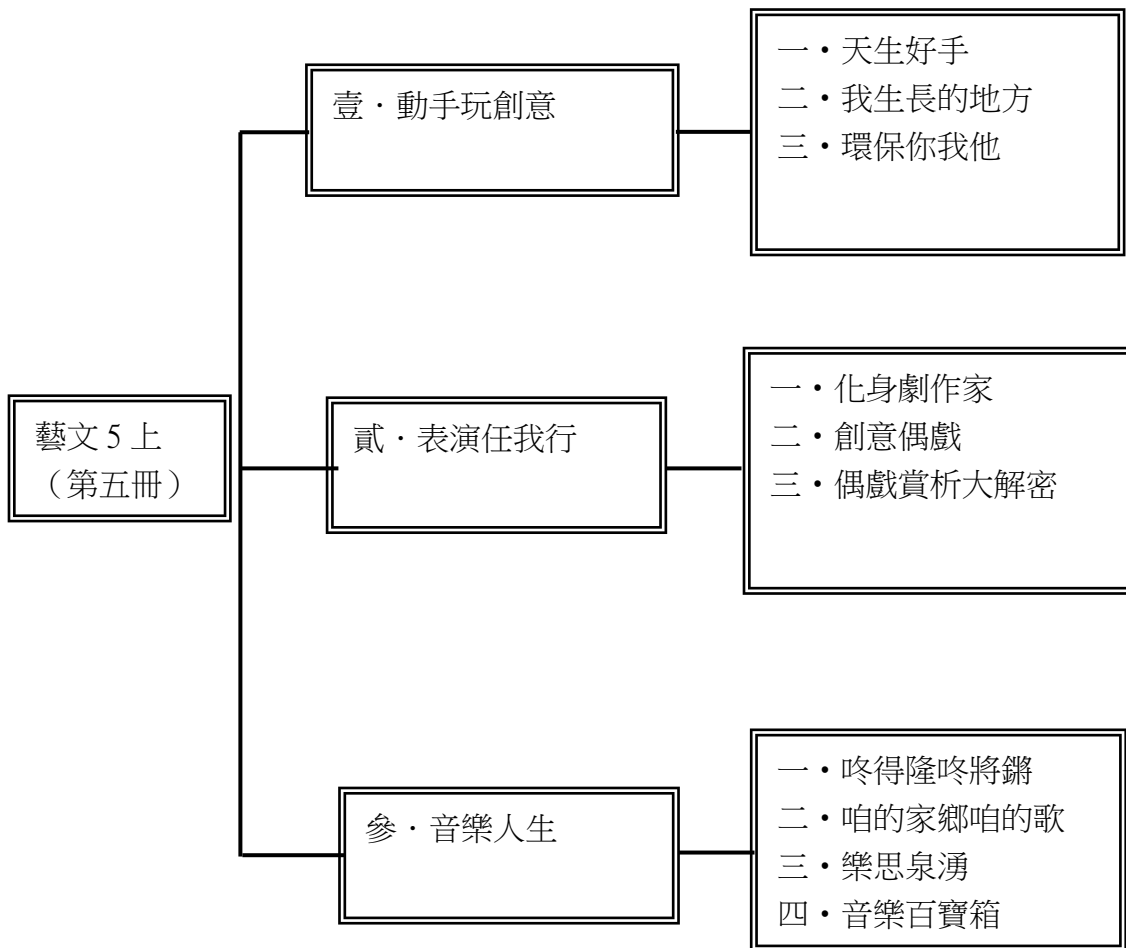 藝文5上
（第五冊）
壹．動手玩創意
一・天生好手
二・我生長的地方
三・環保你我他
貳．表演任我行
一・化身劇作家
二・創意偶戲
三・偶戲賞析大解密
參．音樂人生
一・咚得隆咚將鏘
二・咱的家鄉咱的歌
三・樂思泉湧
四・音樂百寶箱